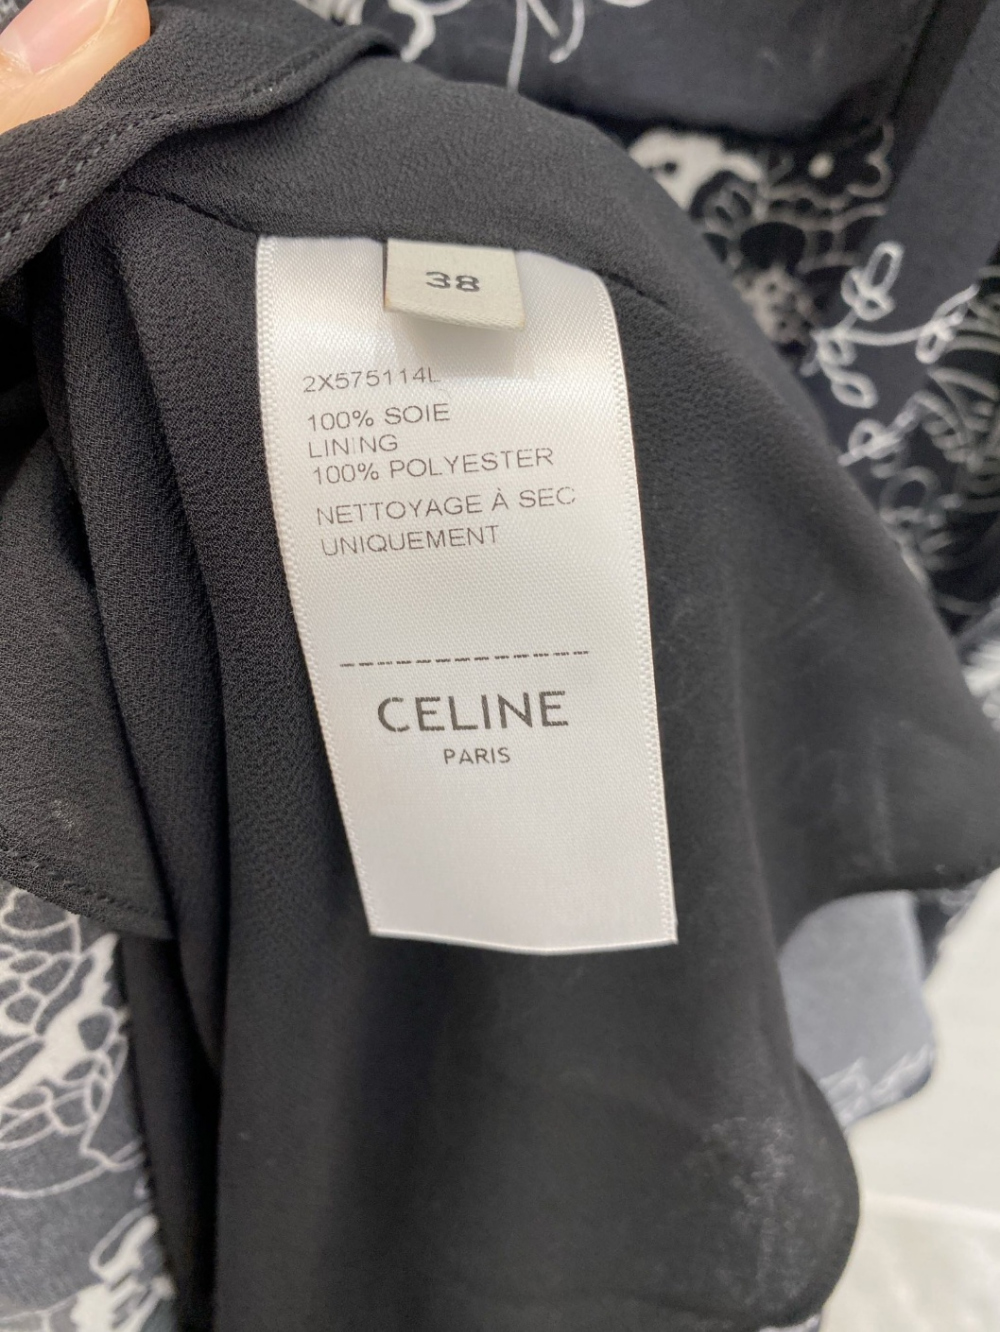 38
2X575114L
100% SOIE
LINING
100% POLYESTER
NETTOYAGE À SEC
UNIQUEMENT
CELINE
PARIS